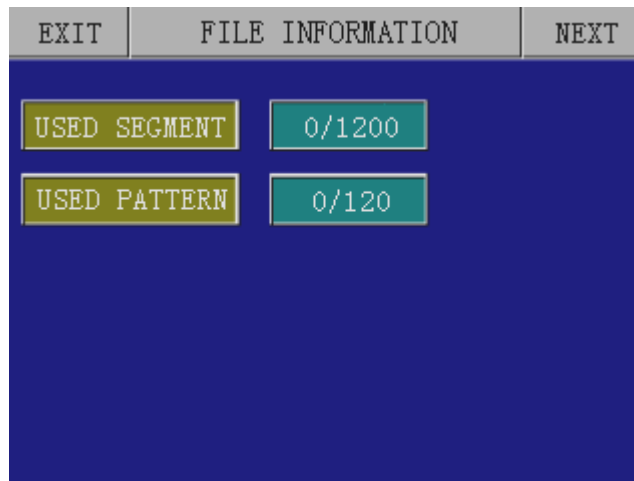 EXIT FILE INFORMATION NEXT
USED SEGMENT 0/1200
USED PATTERN 0/120